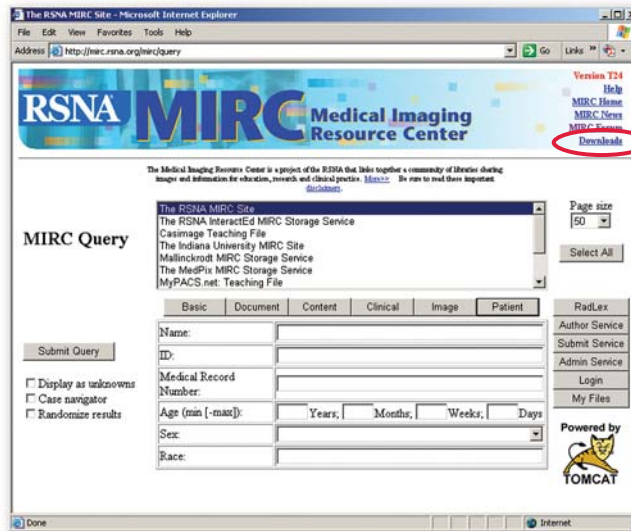 The RSNA MIRC Site - Microsoft Internet Explorer
File Edit View Favorites Tools Help
Address http://mirc.rsna.org/mirc/query Go Links »
RSNA MIRC Medical Imaging
Resource Center
Version T24
Help
MIRC Home
MIRC News
MIRC Forum
Downloads
The Medical Imaging Resource Center is a project of the RSNA that links together a community of libraries sharing
images and information for education, research and clinical practice. More>> Be sure to read these important
disclaimers.
MIRC Query
The RSNA MIRC Site
The RSNA InteractEd MIRC Storage Service
Casimage Teaching File
The Indiana University MIRC Site
Mallinckrodt MIRC Storage Service
The MedPix MIRC Storage Service
MyPACS.net: Teaching File
Page size
50
Select All
Basic Document Content Clinical Image Patient
Name:
ID:
Medical Record
Number:
Age (min [-max]): Years; Months; Weeks; Days
Sex:
Race:
Submit Query
Display as unknowns
Case navigator
Randomize results
RadLex
Author Service
Submit Service
Admin Service
Login
My Files
Powered by
TOMCAT
Done Internet